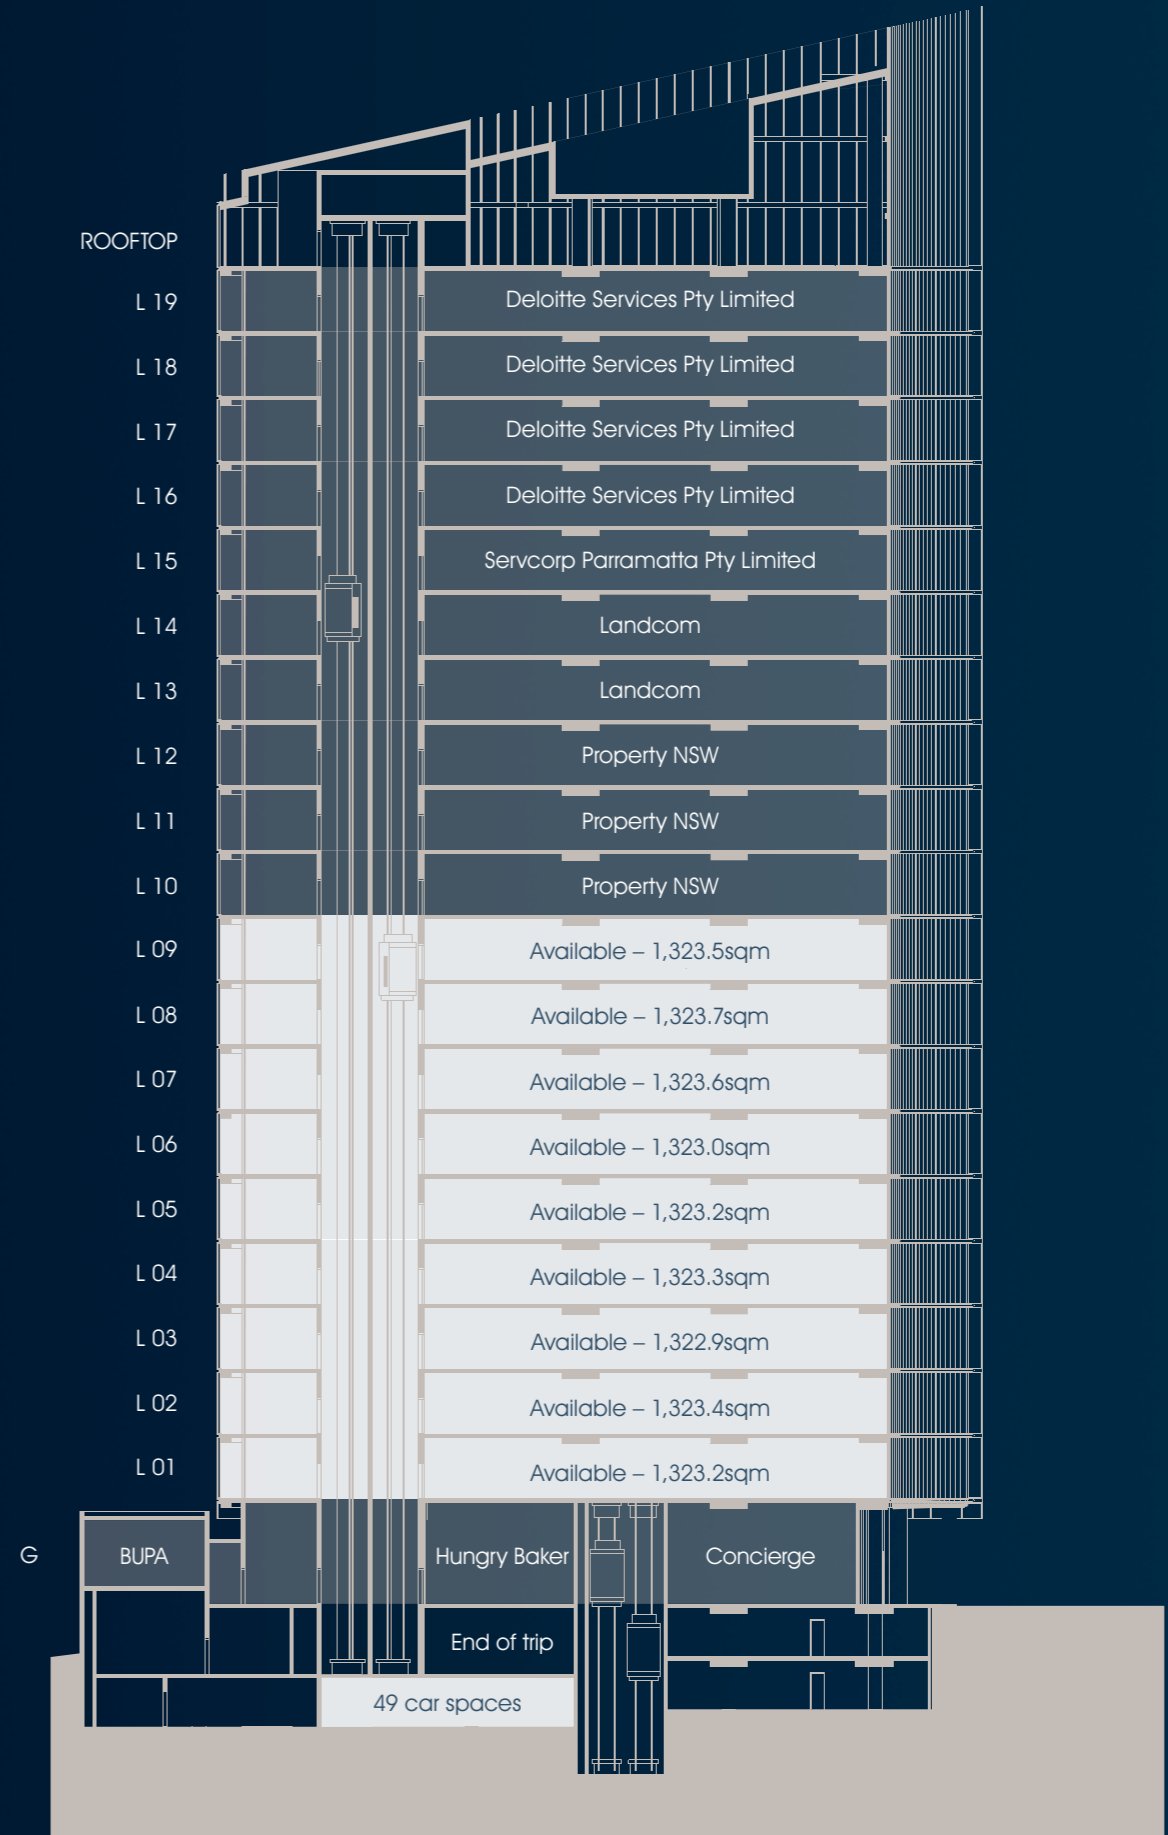 ROOFTOP
L 19 Deloitte Services Pty Limited
L 18 Deloitte Services Pty Limited
L 17 Deloitte Services Pty Limited
L 16 Deloitte Services Pty Limited
L 15 Servcorp Parramatta Pty Limited
L 14 Landcom
L 13 Landcom
L 12 Property NSW
L 11 Property NSW
L 10 Property NSW
L 09 Available – 1,323.5sqm
L 08 Available – 1,323.7sqm
L 07 Available – 1,323.6sqm
L 06 Available – 1,323.0sqm
L 05 Available – 1,323.2sqm
L 04 Available – 1,323.3sqm
L 03 Available – 1,322.9sqm
L 02 Available – 1,323.4sqm
L 01 Available – 1,323.2sqm
G BUPA Hungry Baker Concierge
End of trip
49 car spaces